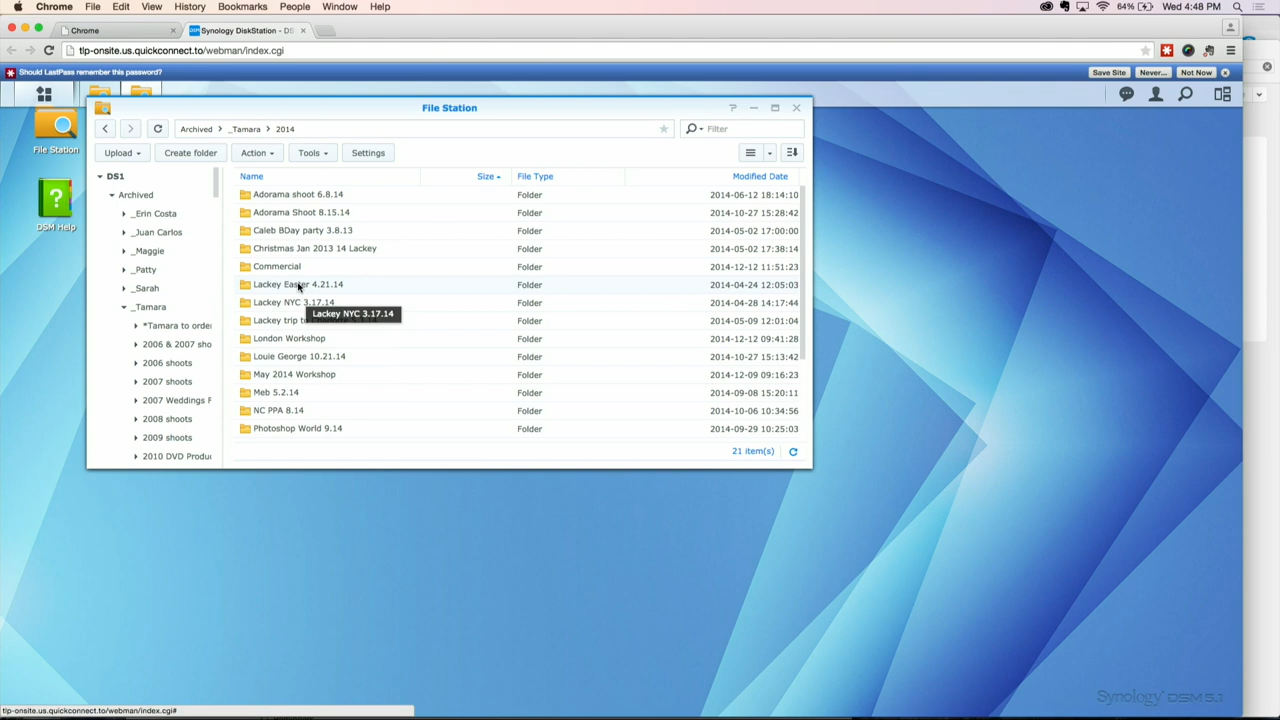 Chrome File Edit View History Bookmarks People Window Help 64% Wed 4:48 PM
Chrome Synology DiskStation - DS
tlp-onsite.us.quickconnect.to/webman/index.cgi
Should LastPass remember this password? Save Site Never... Not Now
File Station
File Station
Archived _Tamara 2014 Filter
Upload Create folder Action Tools Settings
DS1 Name Size File Type Modified Date
Archived Adorama shoot 6.8.14 Folder 2014-06-12 18:14:10
_Erin Costa Adorama Shoot 8.15.14 Folder 2014-10-27 15:28:42
DSM Help _Juan Carlos Caleb BDay party 3.8.13 Folder 2014-05-02 17:00:00
_Maggie Christmas Jan 2013 14 Lackey Folder 2014-05-02 17:38:14
_Patty Commercial Folder 2014-12-12 11:51:23
_Sarah Lackey Easter 4.21.14 Folder 2014-04-24 12:05:03
_Tamara Lackey NYC 3.17.14 Folder 2014-04-28 14:17:44
Lackey NYC 3.17.14
*Tamara to orde Lackey trip t Folder 2014-05-09 12:01:04
2006 & 2007 sho London Workshop Folder 2014-12-12 09:41:28
2006 shoots Louie George 10.21.14 Folder 2014-10-27 15:13:42
2007 shoots May 2014 Workshop Folder 2014-12-09 09:16:23
2007 Weddings F Meb 5.2.14 Folder 2014-09-08 15:20:11
2008 shoots NC PPA 8.14 Folder 2014-10-06 10:34:56
2009 shoots Photoshop World 9.14 Folder 2014-09-29 10:25:03
2010 DVD Produ 21 item(s)
Synology DSM 5.1
tlp-onsite.us.quickconnect.to/webman/index.cgi#